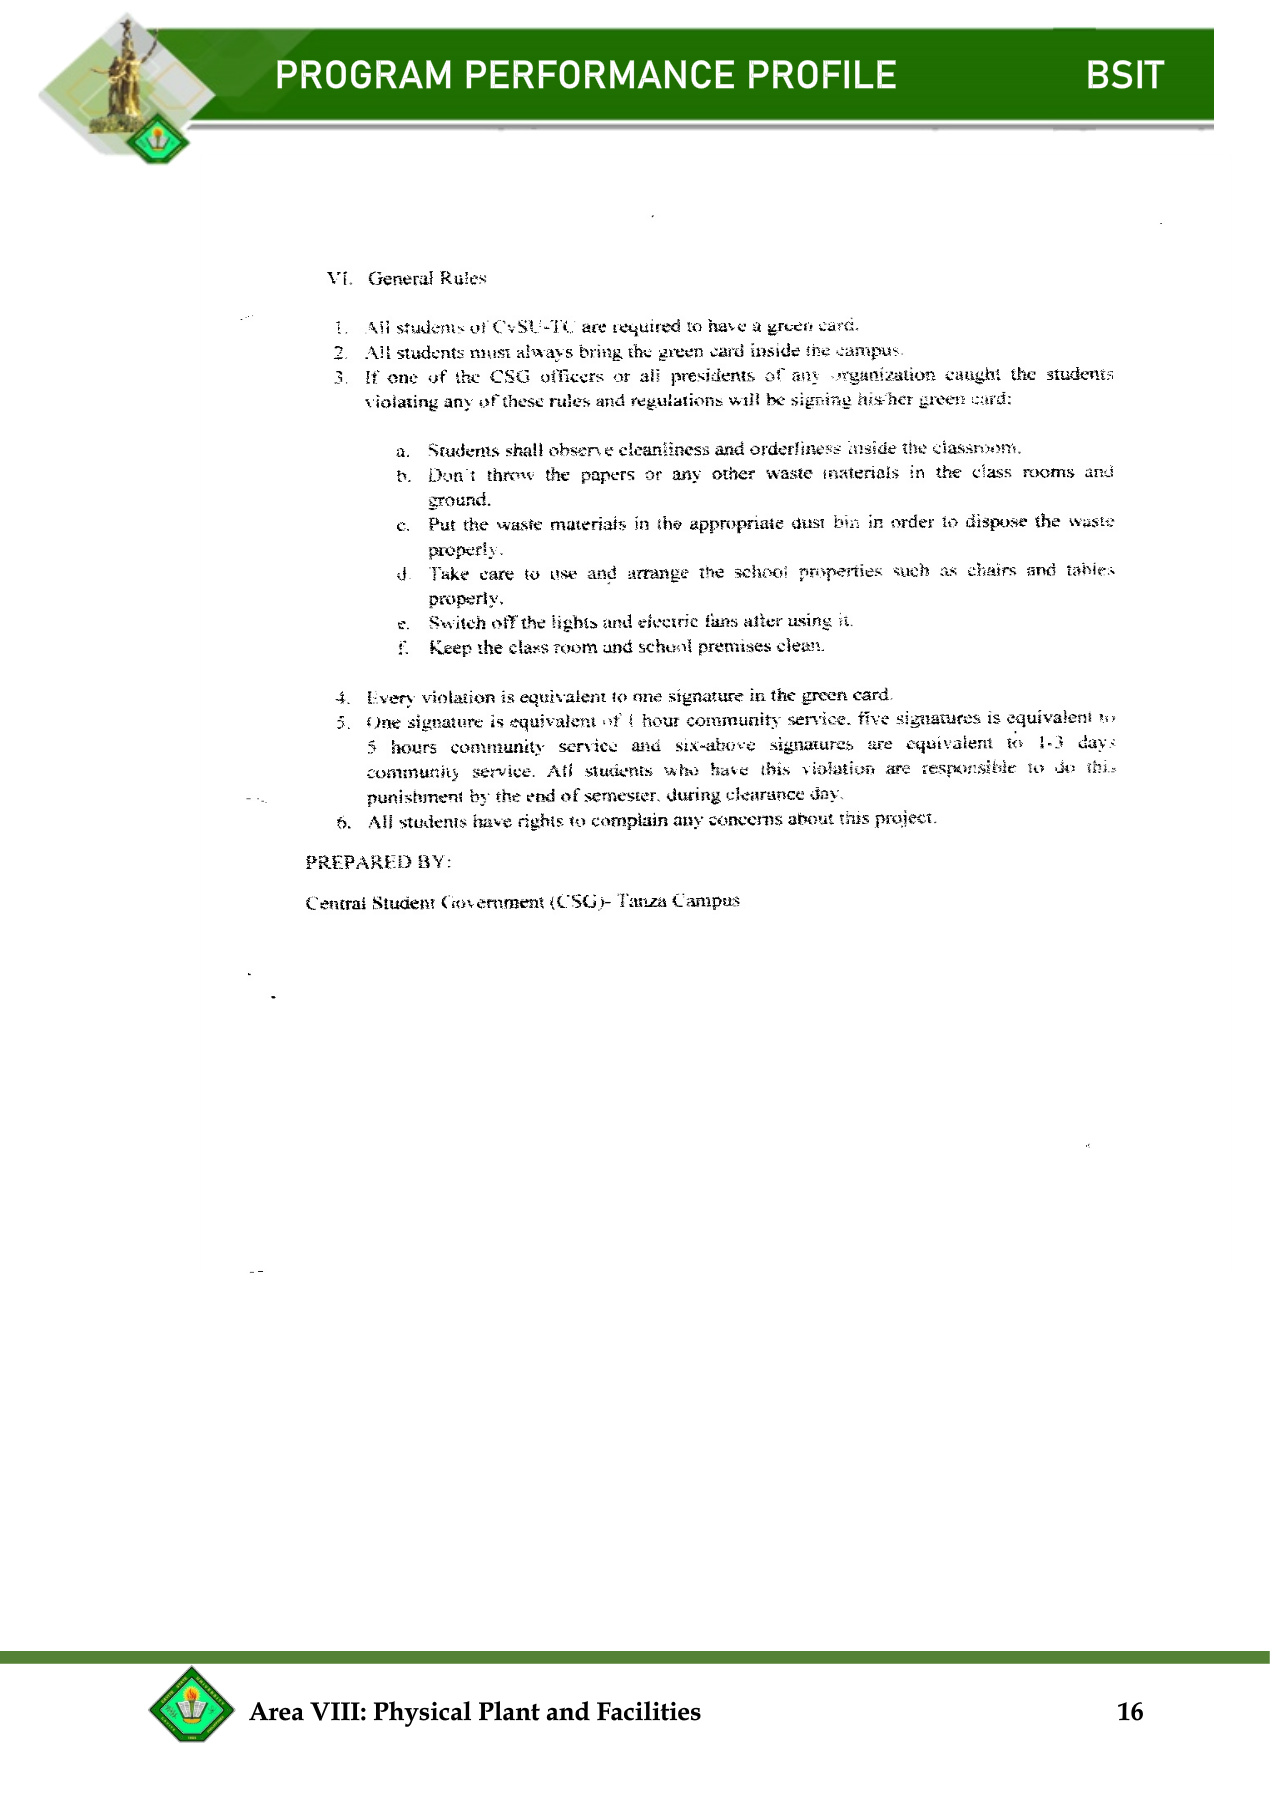 PROGRAM PERFORMANCE PROFILE BSIT
VI. General Rules
1. All students of CvSU-TC are required to have a green card.
2. All students must always bring the green card inside the campus.
3. If one of the CSG officers or all presidents of any organization caught the students
violating any of these rules and regulations will be signing his/her green card:
a. Students shall observe cleanliness and orderliness inside the classroom.
b. Don't throw the papers or any other waste materials in the class rooms and
ground.
c. Put the waste materials in the appropriate dust bin in order to dispose the waste
properly.
d. Take care to use and arrange the school properties such as chairs and tables
properly.
e. Switch off the lights and electric fans after using it.
f. Keep the class room and school premises clean.
4. Every violation is equivalent to one signature in the green card.
5. One signature is equivalent of 1 hour community service, five signatures is equivalent to
5 hours community service and six-above signatures are equivalent to 1-3 days
community service. All students who have this violation are responsible to do this
punishment by the end of semester, during clearance day.
6. All students have rights to complain any concerns about this project.
PREPARED BY:
Central Student Government (CSG)- Tanza Campus
Area VIII: Physical Plant and Facilities 16